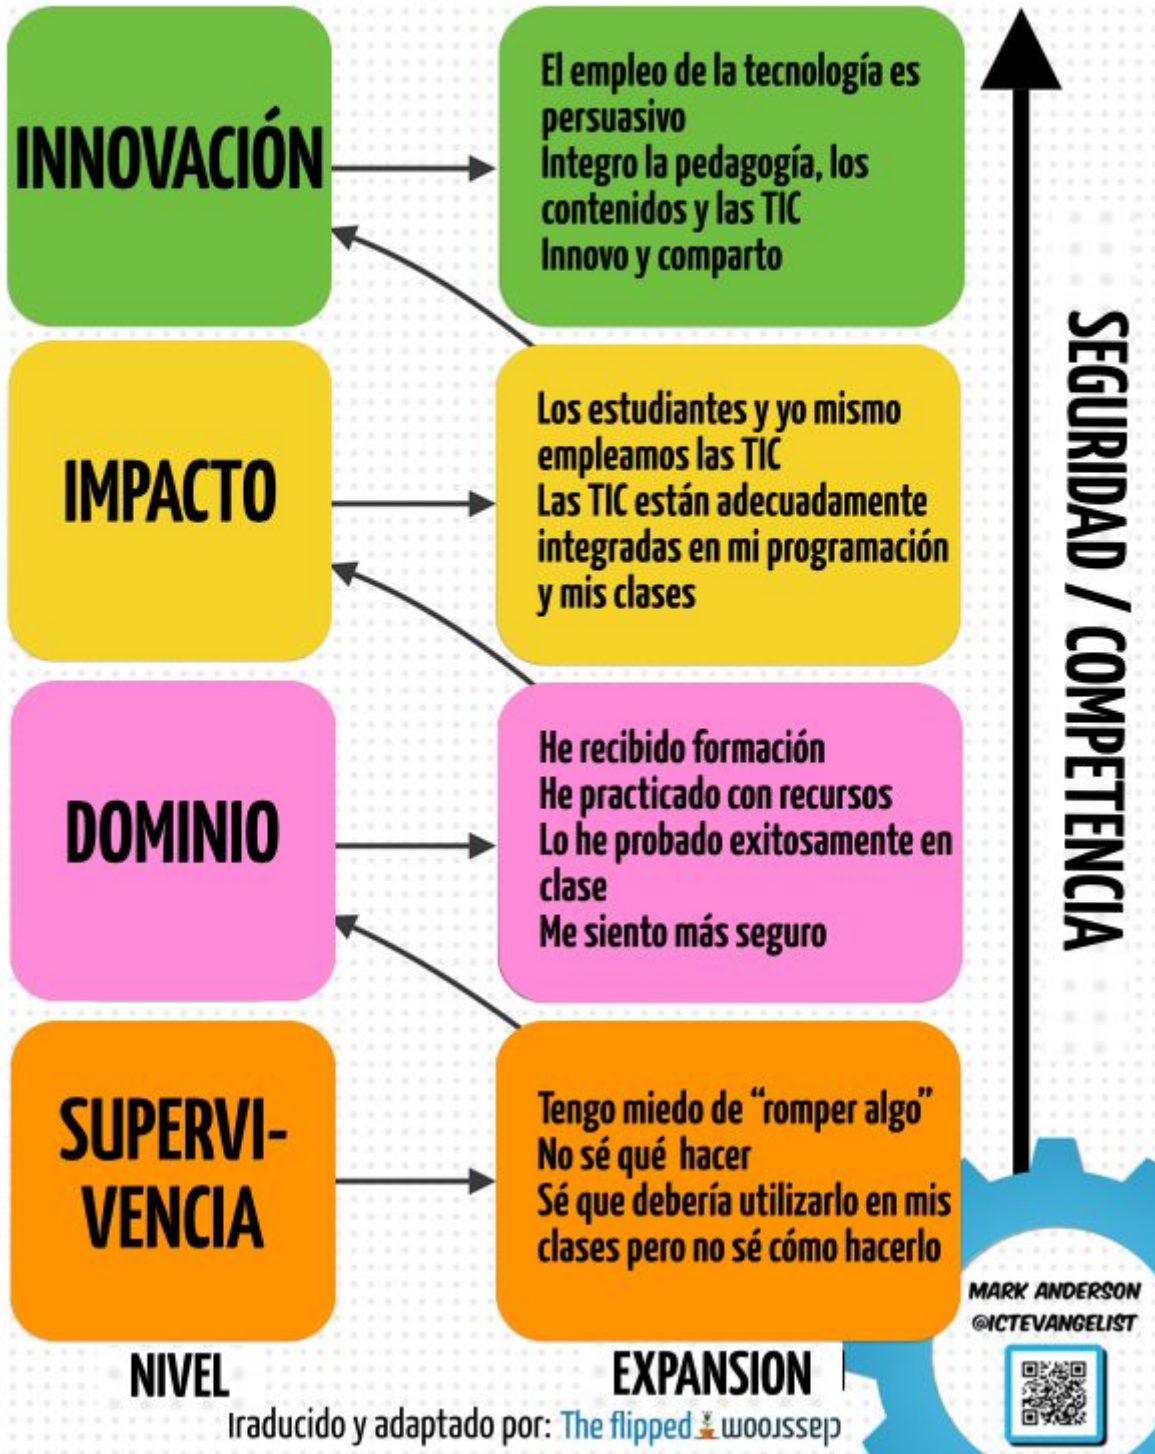 INNOVACIÓN
El empleo de la tecnología es
persuasivo
Integro la pedagogía, los
contenidos y las TIC
Innovo y comparto
IMPACTO
Los estudiantes y yo mismo
empleamos las TIC
Las TIC están adecuadamente
integradas en mi programación
y mis clases
DOMINIO
He recibido formación
He practicado con recursos
Lo he probado exitosamente en
clase
Me siento más seguro
SUPERVI-
VENCIA
Tengo miedo de “romper algo”
No sé qué hacer
Sé que debería utilizarlo en mis
clases pero no sé cómo hacerlo
NIVEL
EXPANSION
SEGURIDAD / COMPETENCIA
MARK ANDERSON
@ICTEVANGELIST
Traducido y adaptado por: The flipped classroom